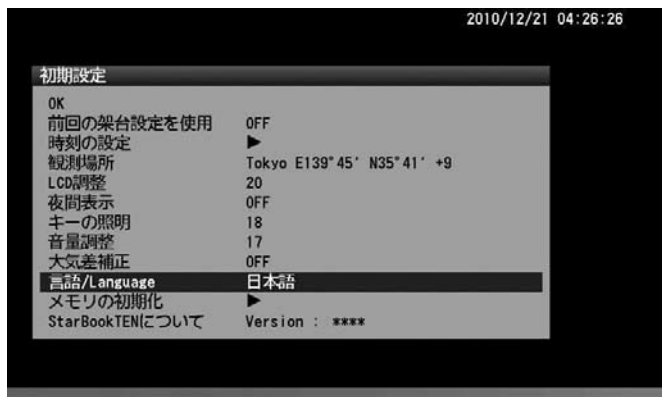 2010/12/21 04:26:26
初期設定
OK
前回の架台設定を使用 OFF
時刻の設定 ▶
観測場所 Tokyo E139°45′ N35°41′ +9
LCD調整 20
夜間表示 OFF
キーの照明 18
音量調整 17
大気差補正 OFF
言語/Language 日本語
メモリの初期化 ▶
StarBookTENについて Version : ****